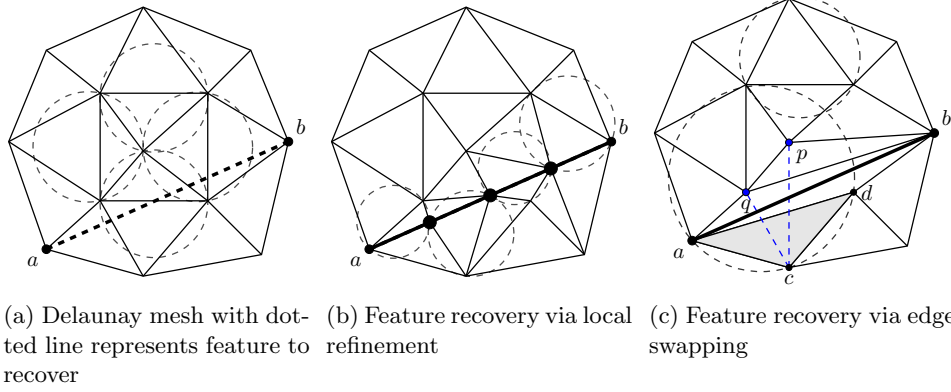 a
b
a
b
a
b
p
q
d
c
(a) Delaunay mesh with dot-
ted line represents feature to
recover
(b) Feature recovery via local
refinement
(c) Feature recovery via edge
swapping